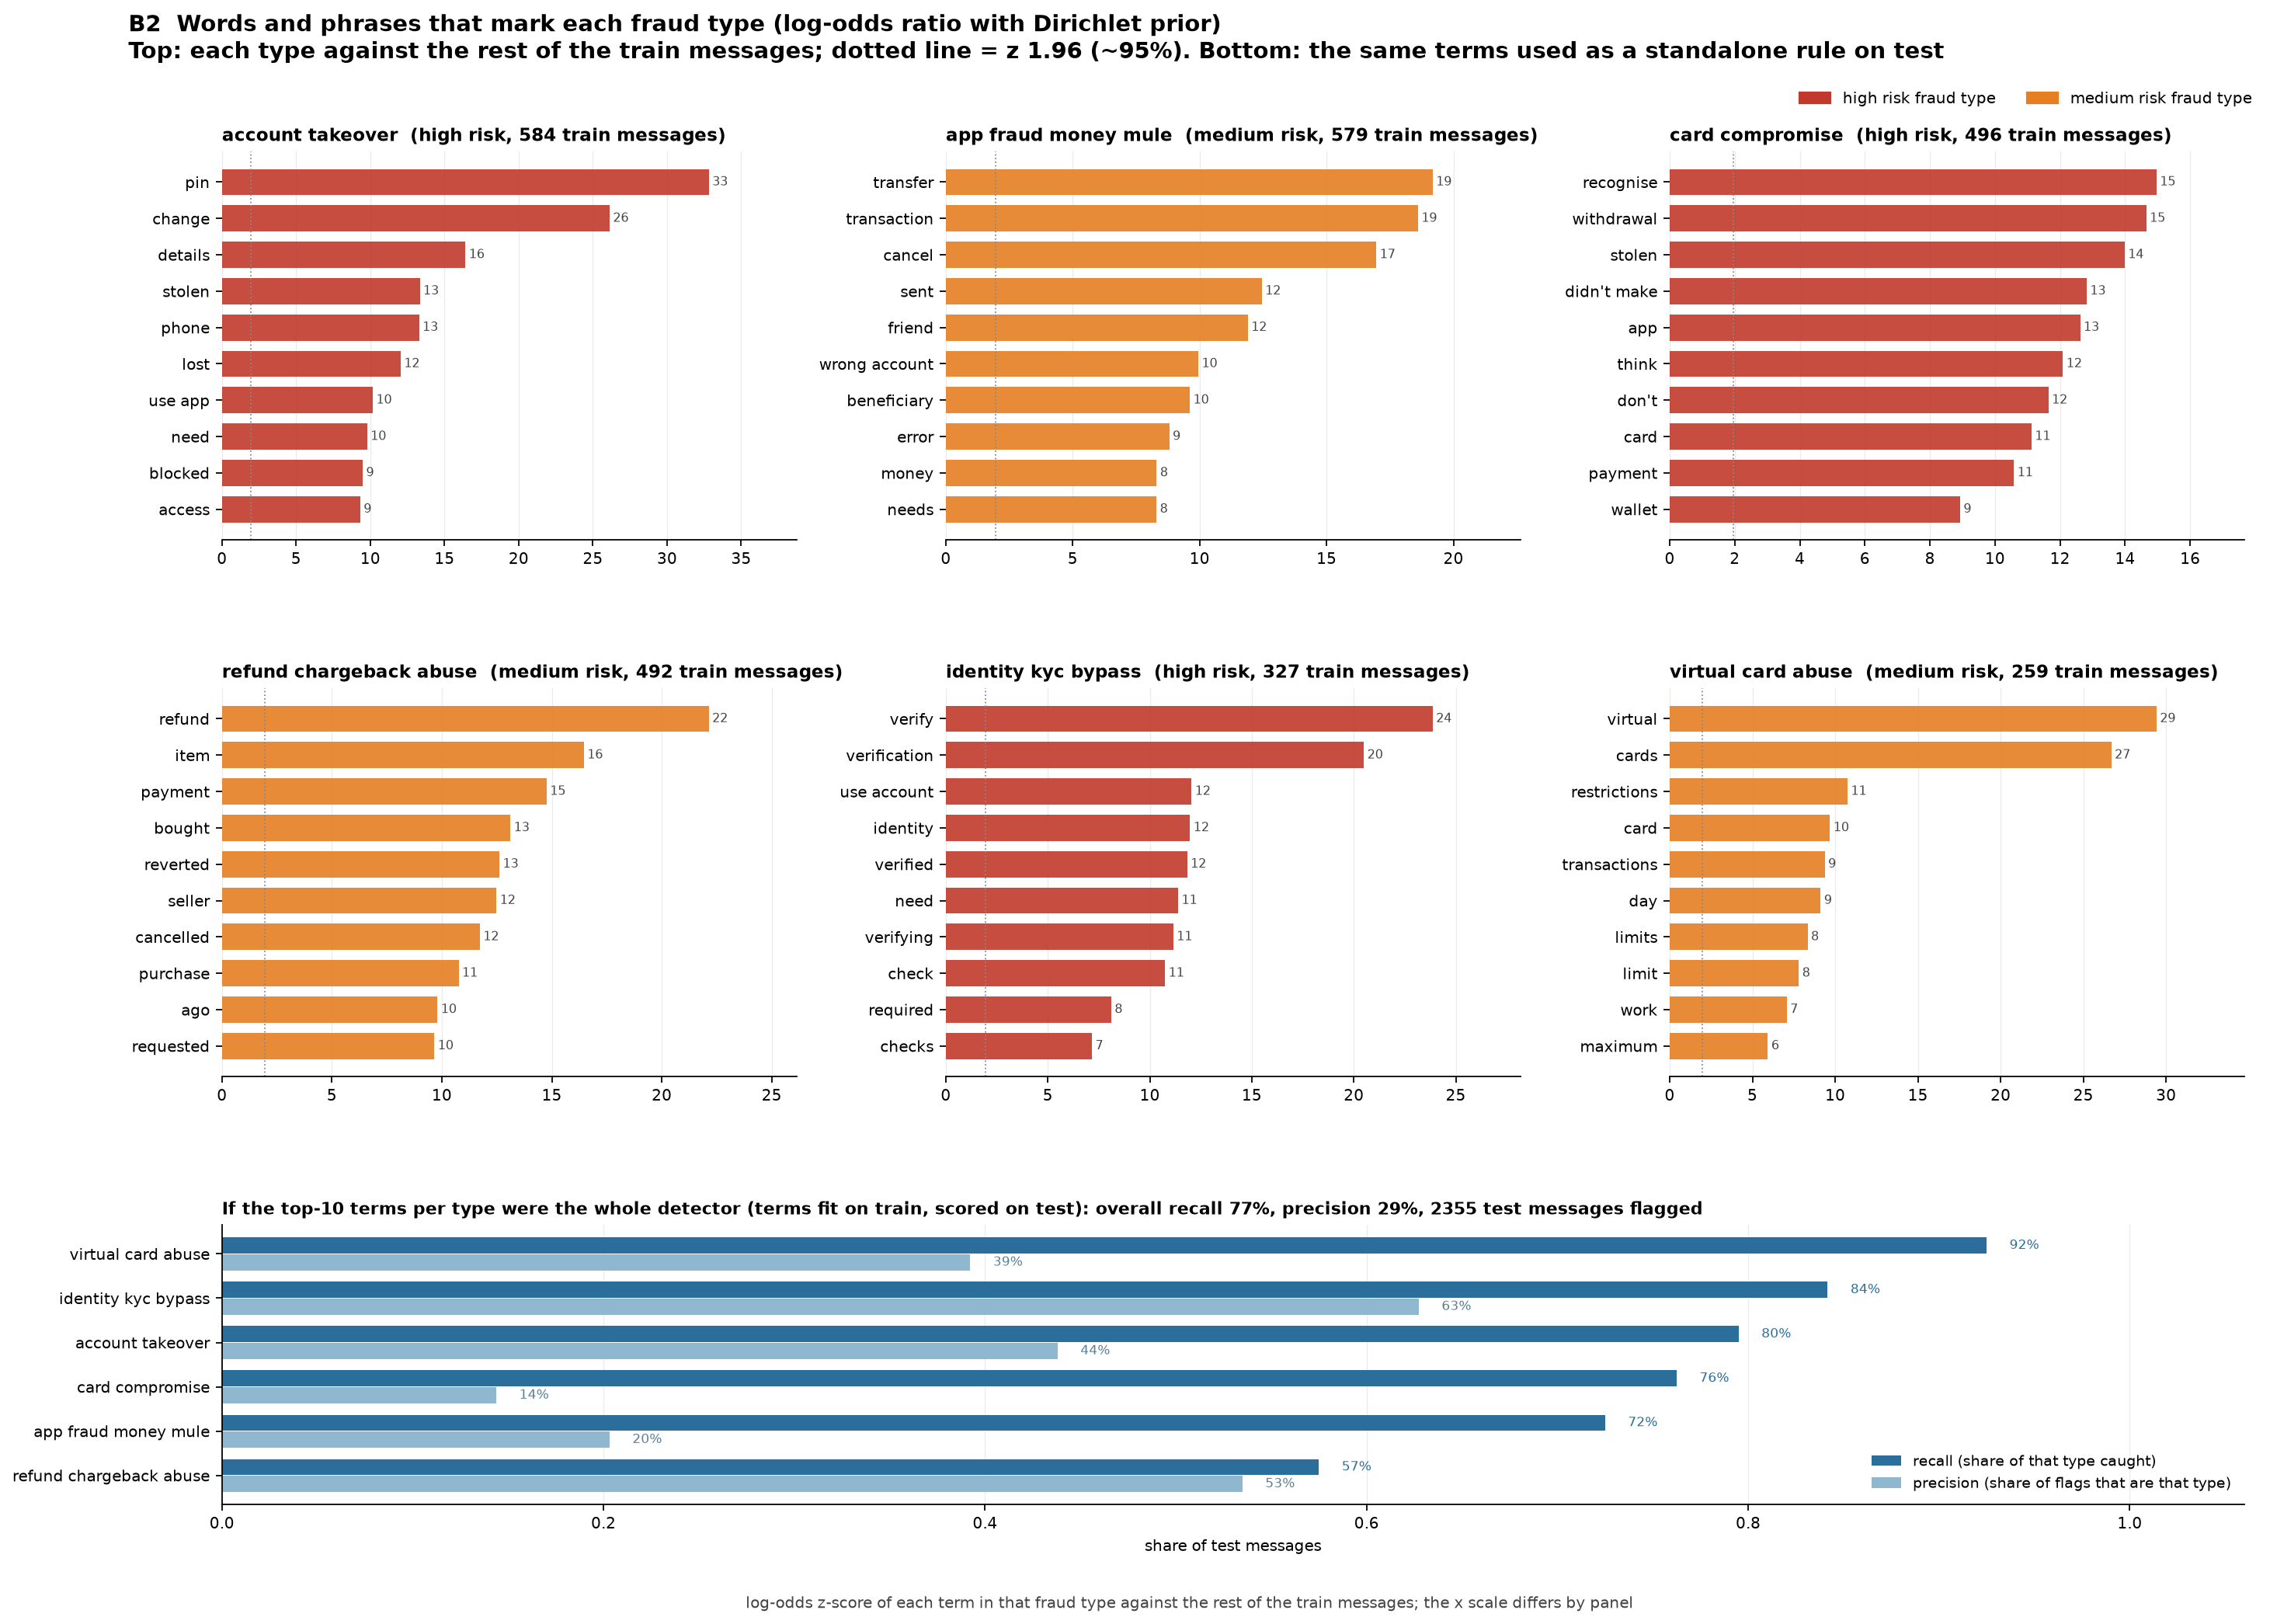 B2  Words and phrases that mark each fraud type (log-odds ratio with Dirichlet prior)
Top: each type against the rest of the train messages; dotted line = z 1.96 (~95%). Bottom: the same terms used as a standalone rule on test
high risk fraud type
medium risk fraud type
account takeover  (high risk, 584 train messages)
pin 33
change 26
details 16
stolen 13
phone 13
lost 12
use app 10
need 10
blocked 9
access 9
0 5 10 15 20 25 30 35
app fraud money mule  (medium risk, 579 train messages)
transfer 19
transaction 19
cancel 17
sent 12
friend 12
wrong account 10
beneficiary 10
error 9
money 8
needs 8
0 5 10 15 20
card compromise  (high risk, 496 train messages)
recognise 15
withdrawal 15
stolen 14
didn't make 13
app 13
think 12
don't 12
card 11
payment 11
wallet 9
0 2 4 6 8 10 12 14 16
refund chargeback abuse  (medium risk, 492 train messages)
refund 22
item 16
payment 15
bought 13
reverted 13
seller 12
cancelled 12
purchase 11
ago 10
requested 10
0 5 10 15 20 25
identity kyc bypass  (high risk, 327 train messages)
verify 24
verification 20
use account 12
identity 12
verified 12
need 11
verifying 11
check 11
required 8
checks 7
0 5 10 15 20 25
virtual card abuse  (medium risk, 259 train messages)
virtual 29
cards 27
restrictions 11
card 10
transactions 9
day 9
limits 8
limit 8
work 7
maximum 6
0 5 10 15 20 25 30
If the top-10 terms per type were the whole detector (terms fit on train, scored on test): overall recall 77%, precision 29%, 2355 test messages flagged
virtual card abuse 92%
39%
identity kyc bypass 84%
63%
account takeover 80%
44%
card compromise 76%
14%
app fraud money mule 72%
20%
refund chargeback abuse 57%
53%
recall (share of that type caught)
precision (share of flags that are that type)
0.0 0.2 0.4 0.6 0.8 1.0
share of test messages
log-odds z-score of each term in that fraud type against the rest of the train messages; the x scale differs by panel